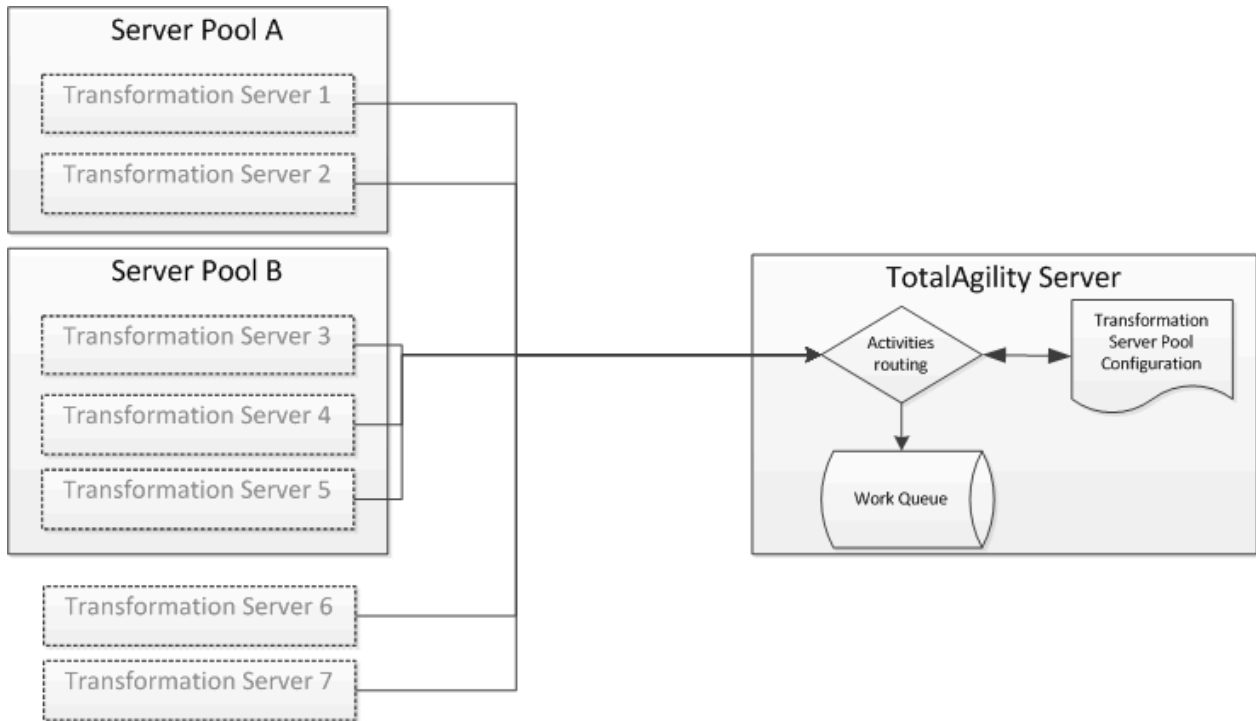 Server Pool A
Transformation Server 1
Transformation Server 2
Server Pool B
Transformation Server 3
Transformation Server 4
Transformation Server 5
Transformation Server 6
Transformation Server 7
TotalAgility Server
Activities
routing
Transformation
Server Pool
Configuration
Work Queue